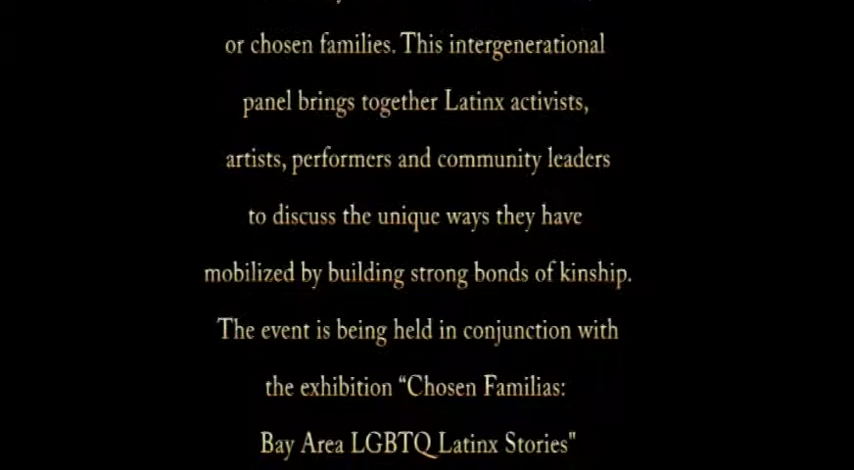 or chosen families. This intergenerational
panel brings together Latinx activists,
artists, performers and community leaders
to discuss the unique ways they have
mobilized by building strong bonds of kinship.
The event is being held in conjunction with
the exhibition “Chosen Familias:
Bay Area LGBTQ Latinx Stories"